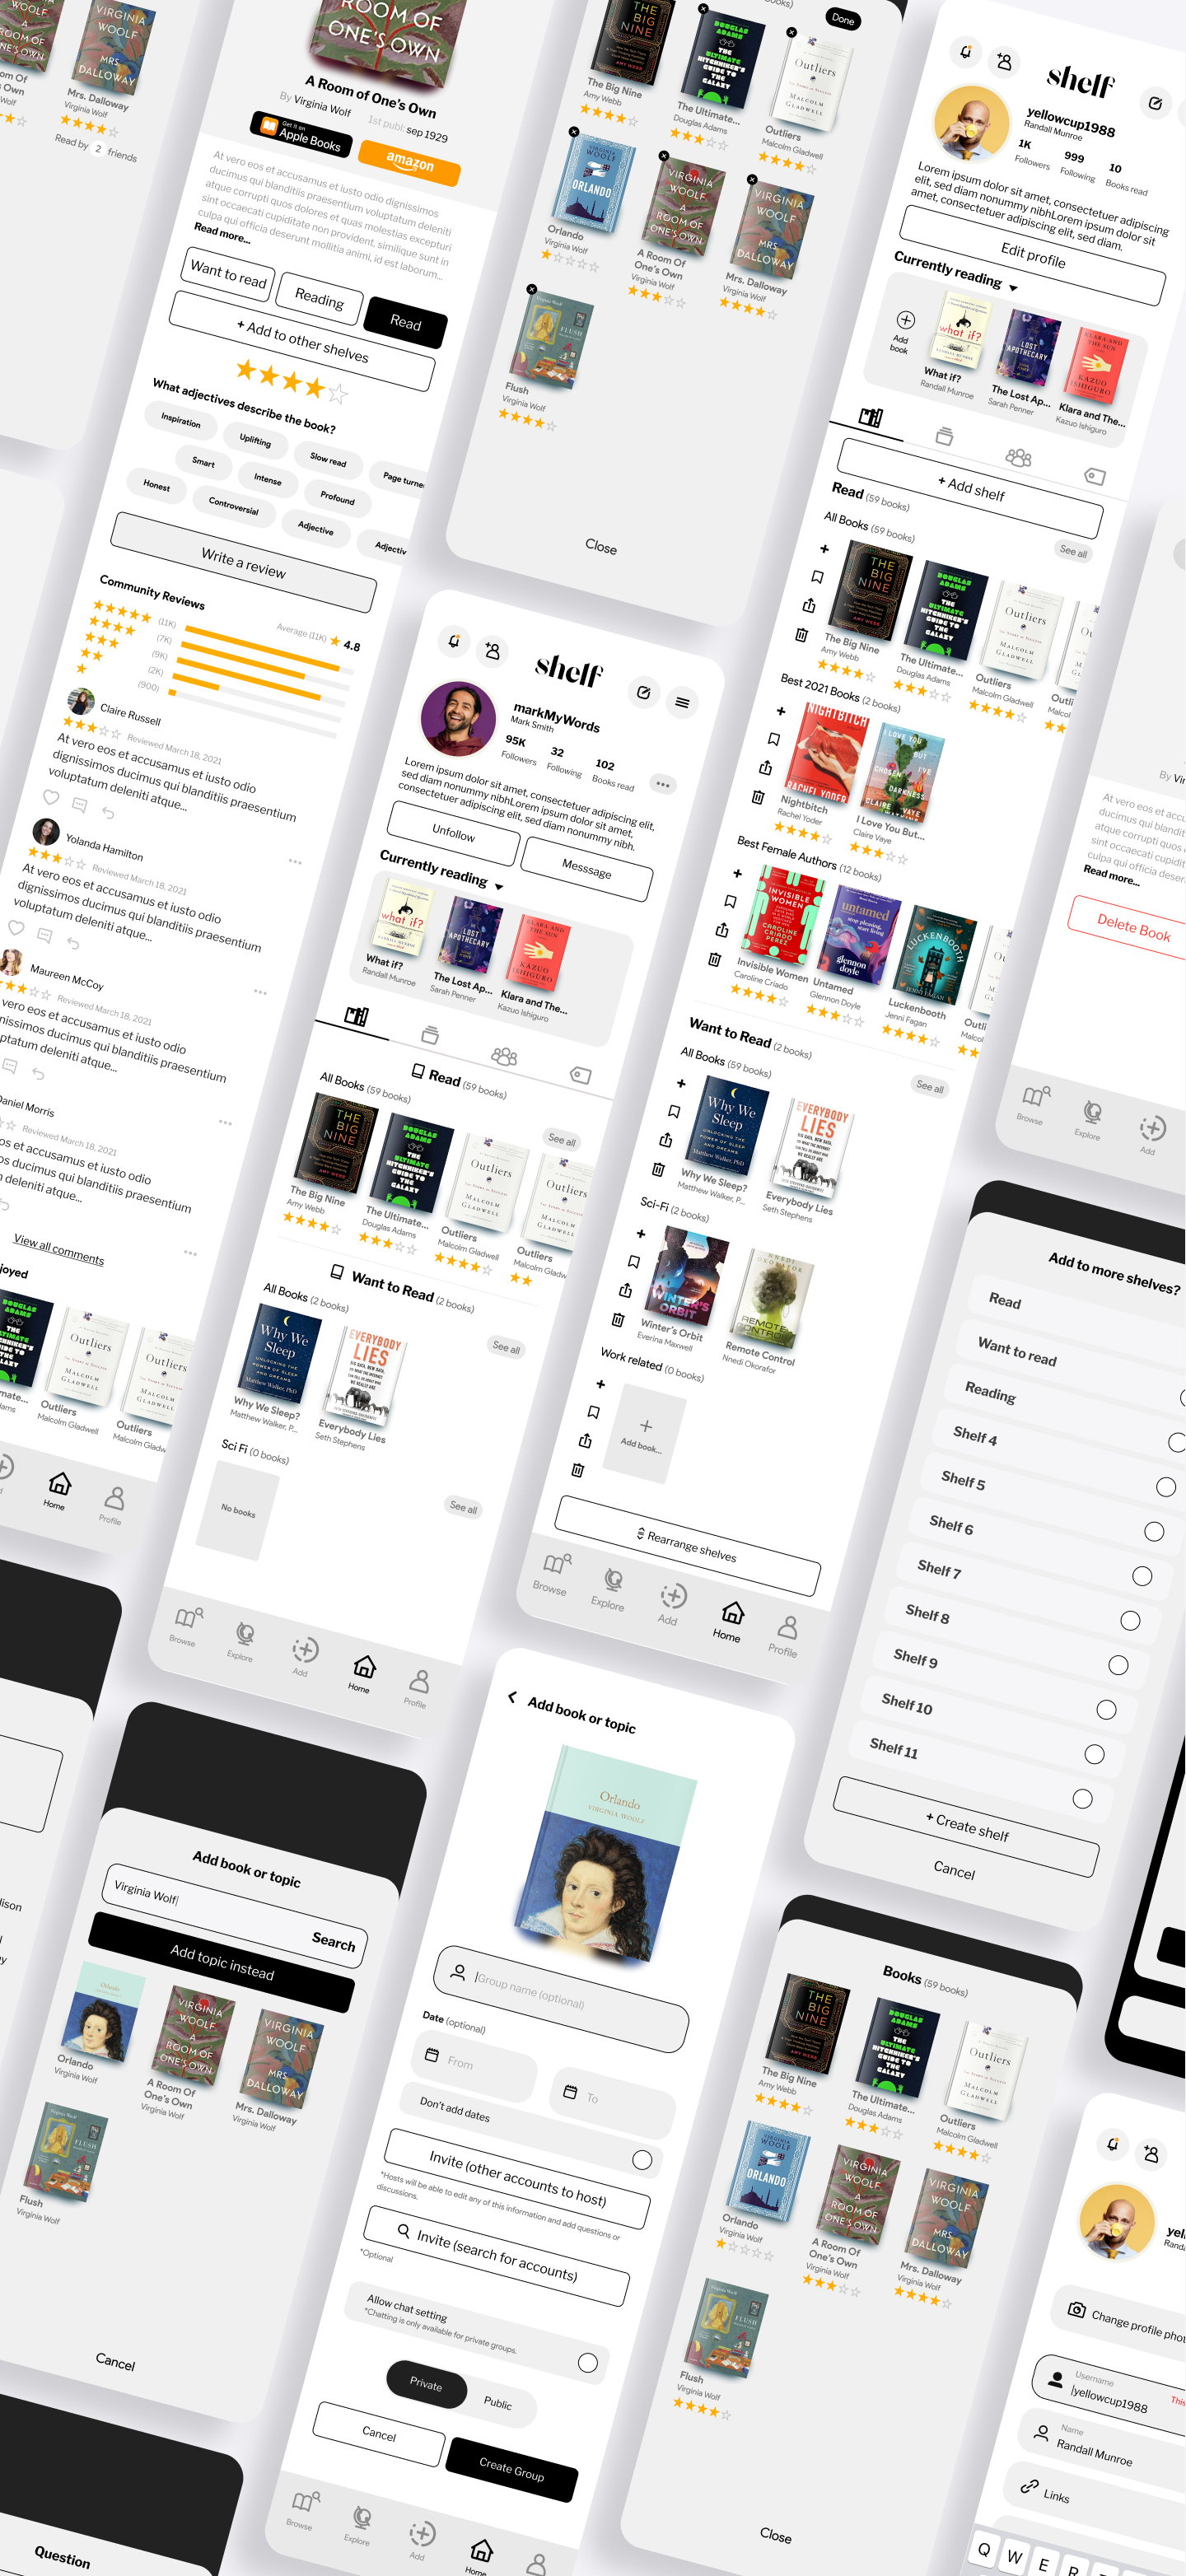 VIRGINIA
WOOLF
MRS.
DALLOWAY
Mrs. Dalloway
Virginia Wolf
Read by 2 friends
ROOM OF
ONE'S OWN
A Room of One's Own
By Virginia Wolf
1st publ: sep 1929
Get it on
Apple Books
amazon
At vero eos et accusamus et iusto odio dignissimos
ducimus qui blanditiis praesentium voluptatum deleniti
atque corrupti quos dolores et quas molestias excepturi
sint occaecati cupiditate non provident, similique sunt in
culpa qui officia deserunt mollitia animi, id est laborum...
Read more...
Want to read
Reading
Read
+ Add to other shelves
What adjectives describe the book?
Inspiration
Uplifting
Slow read
Page turner
Smart
Intense
Profound
Honest
Controversial
Adjective
Adjectiv
Write a review
Community Reviews
Average (11K) 4.8
(11K)
(7K)
(9K)
(2K)
(900)
Claire Russell
Reviewed March 18, 2021
At vero eos et accusamus et iusto odio
dignissimos ducimus qui blanditiis praesentium
voluptatum deleniti atque...
Yolanda Hamilton
Reviewed March 18, 2021
At vero eos et accusamus et iusto odio
dignissimos ducimus qui blanditiis praesentium
voluptatum deleniti atque...
Maureen McCoy
Reviewed March 18, 2021
vero eos et accusamus et iusto odio
nissimos ducimus qui blanditiis praesentium
ptatum deleniti atque...
Daniel Morris
Reviewed March 18, 2021
os et accusamus et iusto odio
os ducimus qui blanditiis praesentium
deleniti atque...
View all comments
joyed
Outliers
Malcolm Gladwell
Outliers
Malcolm Gladw
Home
Profile
Done
The Big Nine
Amy Webb
The Ultimate...
Douglas Adams
Outliers
Malcolm Gladwell
Orlando
Virginia Wolf
A Room Of
One's Own
Virginia Wolf
Mrs. Dalloway
Virginia Wolf
Flush
Virginia Wolf
Close
shelf
markMyWords
Mark Smith
95K
Followers
32
Following
102
Books read
Lorem ipsum dolor sit amet, consectetuer adipiscing elit,
sed diam nonummy nibhLorem ipsum dolor sit amet,
consectetuer adipiscing elit, sed diam nonummy nibh.
Unfollow
Messsage
Currently reading
What if?
Randall Munroe
The Lost Ap...
Sarah Penner
Klara and The...
Kazuo Ishiguro
Read (59 books)
All Books (59 books)
See all
The Big Nine
Amy Webb
The Ultimate...
Douglas Adams
Outliers
Malcolm Gladwell
Outliers
Malcolm Gladw
Want to Read (2 books)
All Books (2 books)
See all
Why We Sleep?
Matthew Walker, P...
Everybody Lies
Seth Stephens
Sci Fi (0 books)
No books
See all
Browse
Explore
Add
Home
Profile
shelf
yellowcup1988
Randall Munroe
1K
Followers
999
Following
10
Books read
Lorem ipsum dolor sit amet, consectetuer adipiscing
elit, sed diam nonummy nibhLorem ipsum dolor sit
amet, consectetuer adipiscing elit, sed diam.
Edit profile
Currently reading
Add
book
What if?
Randall Munroe
The Lost Ap...
Sarah Penner
Klara and The...
Kazuo Ishiguro
+ Add shelf
Read (59 books)
All Books (59 books)
See all
The Big Nine
Amy Webb
The Ultimate...
Douglas Adams
Outliers
Malcolm Gladwell
Outli
Malcol
Best 2021 Books (2 books)
Nightbitch
Rachel Yoder
I Love You But...
Claire Vaye
Best Female Authors (12 books)
Invisible Women
Caroline Criado
Untamed
Glennon Doyle
Luckenbooth
Jenni Fagan
Outli
Malcol
Want to Read (2 books)
All Books (59 books)
See all
Why We Sleep?
Matthew Walker, P...
Everybody Lies
Seth Stephens
Sci-Fi (2 books)
Winter's Orbit
Everina Maxwell
Remote Control
Nnedi Okorafor
Work related (0 books)
Add book...
Rearrange shelves
Browse
Explore
Add
Home
Profile
By Vir
Read more...
Delete Book
Browse
Explore
Add
Add to more shelves?
Read
Want to read
Reading
Shelf 4
Shelf 5
Shelf 6
Shelf 7
Shelf 8
Shelf 9
Shelf 10
Shelf 11
+ Create shelf
Cancel
Add book or topic
Virginia Wolf
Search
Add topic instead
Orlando
Virginia Wolf
A Room Of
One's Own
Virginia Wolf
Mrs. Dalloway
Virginia Wolf
Flush
Virginia Wolf
Cancel
Question
Add book or topic
Orlando
VIRGINIA WOOLF
Group name (optional)
Date (optional)
From
To
Don't add dates
Invite (other accounts to host)
*Hosts will be able to edit any of this information and add questions or
discussions.
Invite (search for accounts)
*Optional
Allow chat setting
*Chatting is only available for private groups.
Private
Public
Cancel
Create Group
Browse
Explore
Add
Home
Books (59 books)
The Big Nine
Amy Webb
The Ultimate...
Douglas Adams
Outliers
Malcolm Gladwell
Orlando
Virginia Wolf
A Room Of
One's Own
Virginia Wolf
Mrs. Dalloway
Virginia Wolf
Flush
Virginia Wolf
Close
Change profile phot
Username
yellowcup1988
This
Name
Randall Munroe
Links
Q W E R